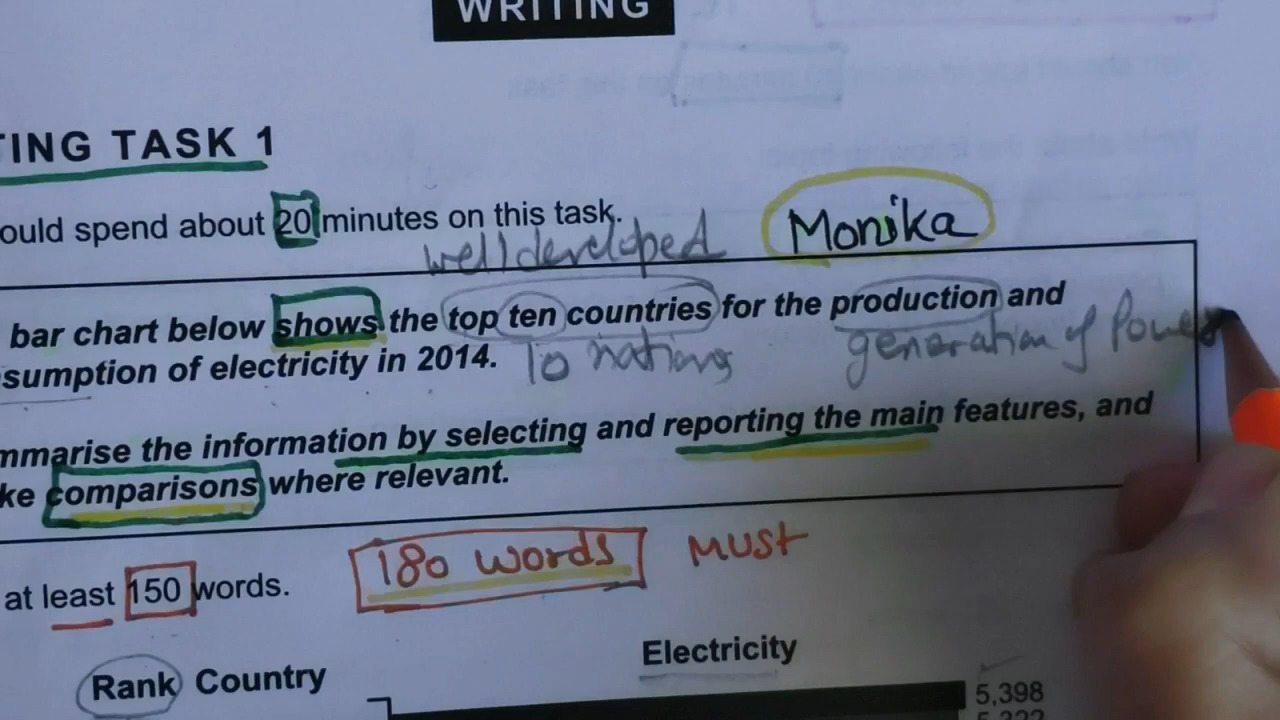 WRITING
TING TASK 1
ould spend about 20 minutes on this task.
Monika
well developed
bar chart below shows the top ten countries for the production and
sumption of electricity in 2014.
10 nations
generation of Power
mmarise the information by selecting and reporting the main features, and
ke comparisons where relevant.
at least 150 words.
180 words MUST
Rank Country
Electricity
5,398